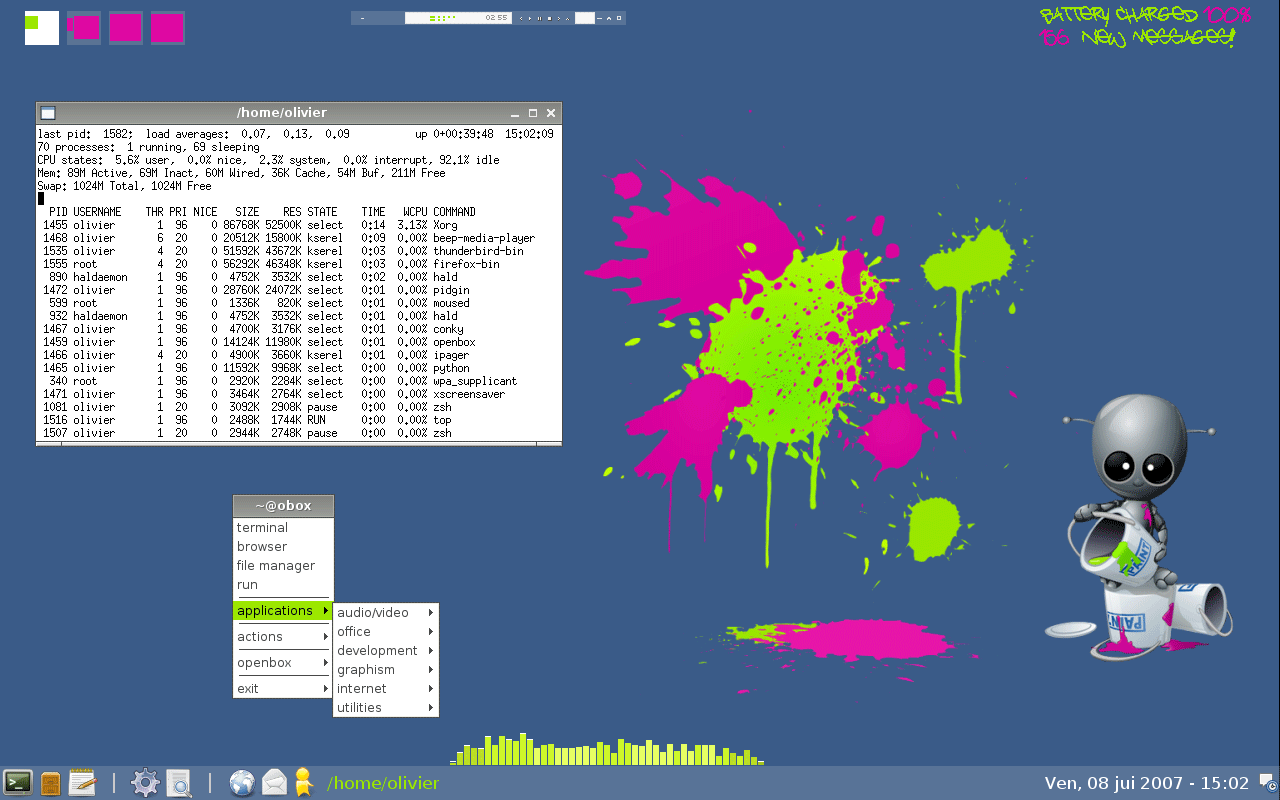 02:55
BATTERY CHARGED 100%
156 NEW MESSAGES!
/home/olivier
last pid:  1582;  load averages:  0.07,  0.13,  0.09          up 0+00:39:48  15:02:09
70 processes:  1 running, 69 sleeping
CPU states:  5.6% user,  0.0% nice,  2.3% system,  0.0% interrupt, 92.1% idle
Mem: 89M Active, 69M Inact, 60M Wired, 36K Cache, 54M Buf, 211M Free
Swap: 1024M Total, 1024M Free
PID USERNAME THR PRI NICE SIZE RES STATE TIME WCPU COMMAND
1455 olivier 1 96 0 86768K 52500K select 0:14 3.13% Xorg
1468 olivier 6 20 0 20512K 15800K kserel 0:09 0.00% beep-media-player
1535 olivier 4 20 0 51592K 43672K kserel 0:03 0.00% thunderbird-bin
1555 root 4 20 0 56292K 46348K kserel 0:03 0.00% firefox-bin
890 haldaemon 1 96 0 4752K 3532K select 0:02 0.00% hald
1472 olivier 1 96 0 28760K 24072K select 0:01 0.00% pidgin
599 root 1 96 0 1336K 820K select 0:01 0.00% moused
932 haldaemon 1 96 0 4752K 3532K select 0:01 0.00% hald
1467 olivier 1 96 0 4700K 3176K select 0:01 0.00% conky
1459 olivier 1 96 0 14124K 11980K select 0:01 0.00% openbox
1466 olivier 4 20 0 4900K 3660K kserel 0:01 0.00% ipager
1465 olivier 1 96 0 11592K 9968K select 0:00 0.00% python
340 root 1 96 0 2920K 2284K select 0:00 0.00% wpa_supplicant
1471 olivier 1 96 0 3464K 2764K select 0:00 0.00% xscreensaver
1081 olivier 1 20 0 3092K 2908K pause 0:00 0.00% zsh
1516 olivier 1 96 0 2488K 1744K RUN 0:00 0.00% top
1507 olivier 1 20 0 2944K 2748K pause 0:00 0.00% zsh
~@obox
terminal
browser
file manager
run
applications
actions
openbox
exit
audio/video
office
development
graphism
internet
utilities
PAINT
PAINT
/home/olivier
Ven, 08 jui 2007 - 15:02